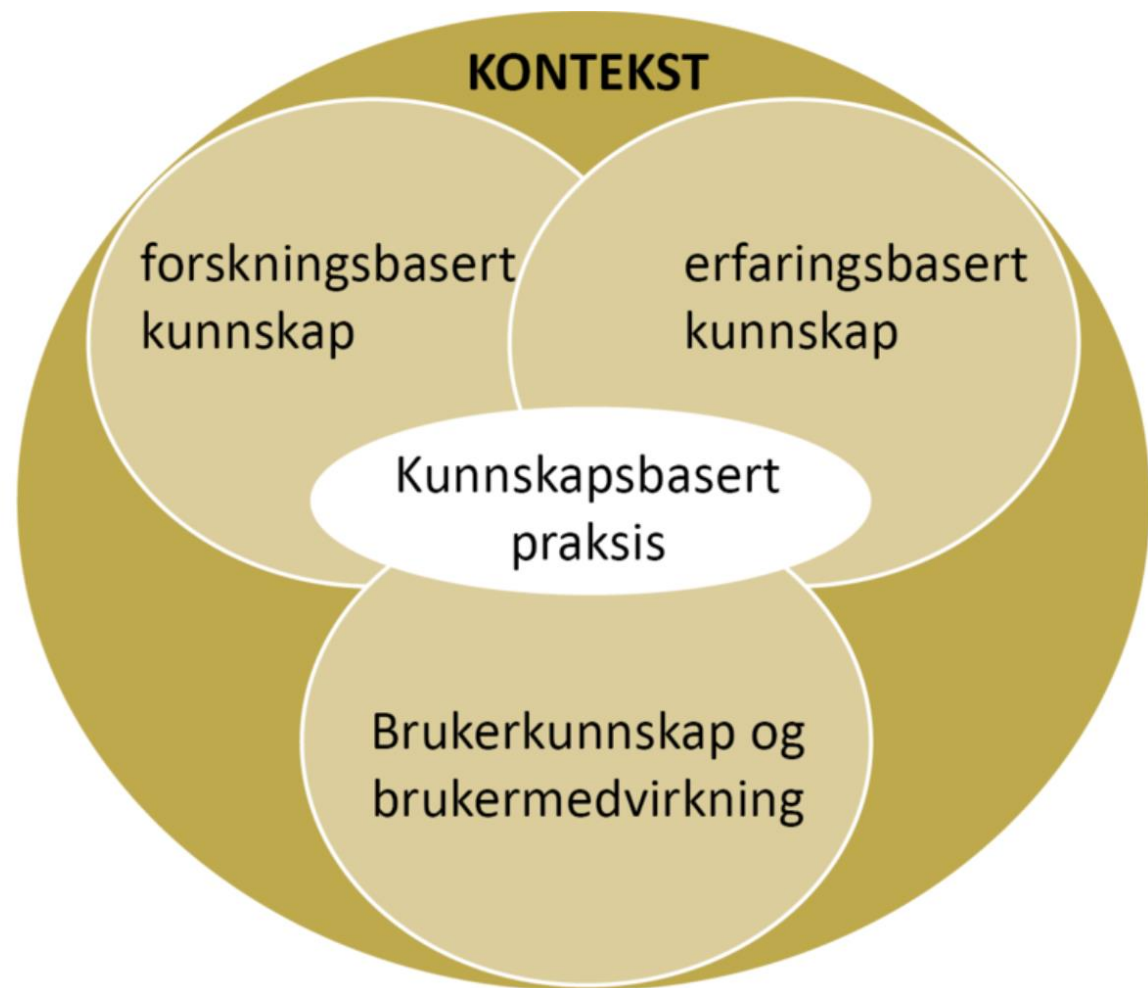 KONTEKST
forskningsbasert
kunnskap
erfaringsbasert
kunnskap
Kunnskapsbasert
praksis
Brukerkunnskap og
brukermedvirkning